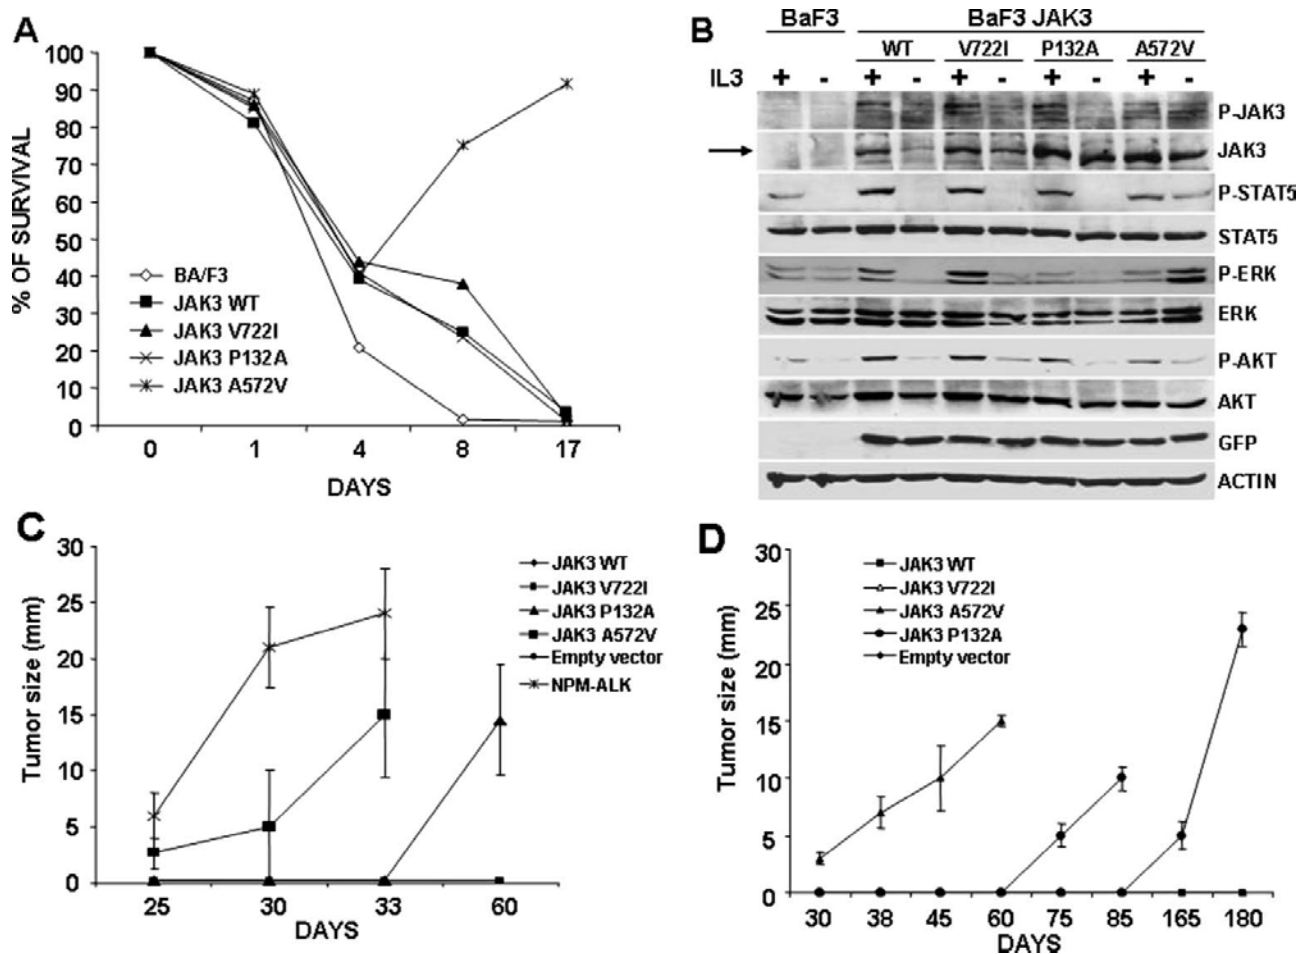 A
100
90
80
70
60
50
40
30
20
10
0
% OF SURVIVAL
BA/F3
JAK3 WT
JAK3 V722I
JAK3 P132A
JAK3 A572V
0 1 4 8 17
DAYS
B
BaF3 BaF3 JAK3
WT V722I P132A A572V
IL3 + - + - + - + - + -
P-JAK3
JAK3
P-STAT5
STAT5
P-ERK
ERK
P-AKT
AKT
GFP
ACTIN
C
30
25
20
15
10
5
0
Tumor size (mm)
JAK3 WT
JAK3 V722I
JAK3 P132A
JAK3 A572V
Empty vector
NPM-ALK
25 30 33 60
DAYS
D
30
25
20
15
10
5
0
Tumor size (mm)
JAK3 WT
JAK3 V722I
JAK3 A572V
JAK3 P132A
Empty vector
30 38 45 60 75 85 165 180
DAYS